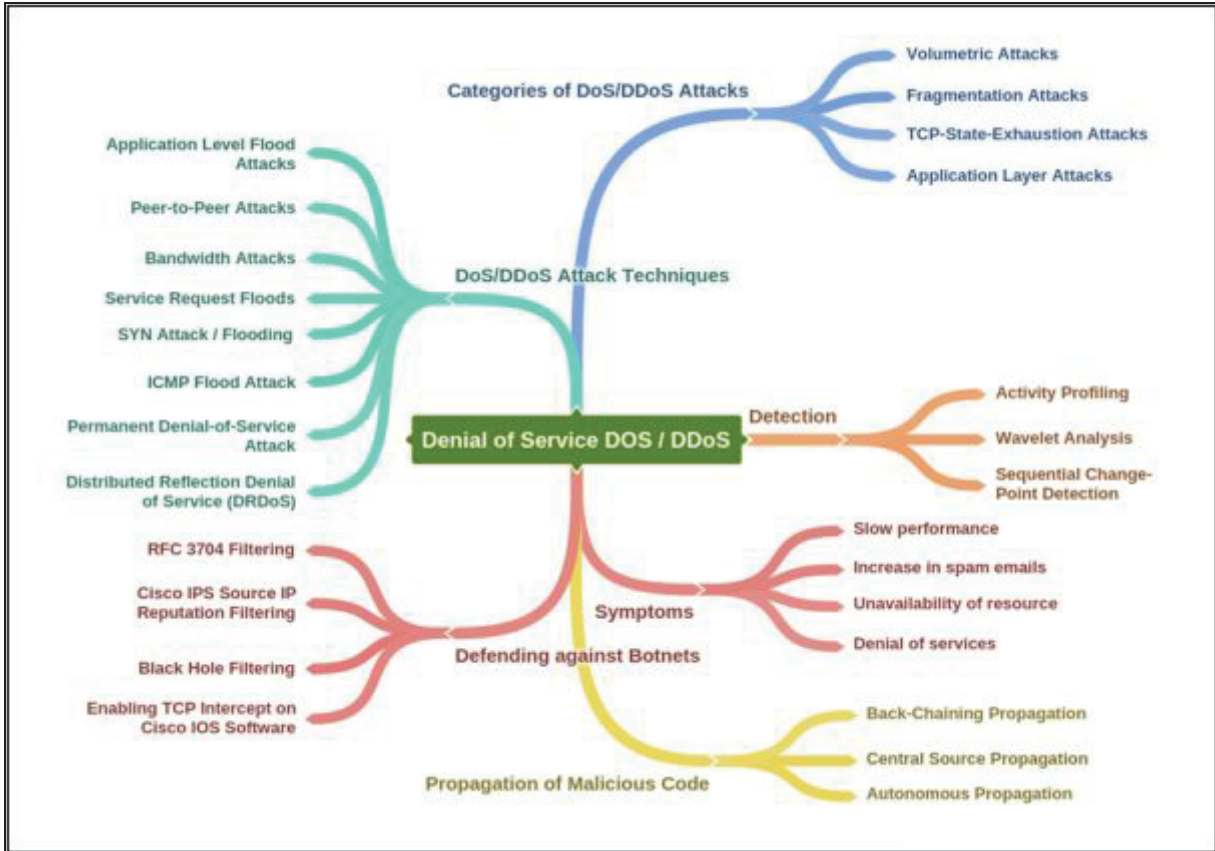 Categories of DoS/DDoS Attacks
Volumetric Attacks
Fragmentation Attacks
TCP-State-Exhaustion Attacks
Application Layer Attacks
DoS/DDoS Attack Techniques
Application Level Flood
Attacks
Peer-to-Peer Attacks
Bandwidth Attacks
Service Request Floods
SYN Attack / Flooding
ICMP Flood Attack
Permanent Denial-of-Service
Attack
Distributed Reflection Denial
of Service (DRDoS)
Denial of Service DOS / DDoS
Detection
Activity Profiling
Wavelet Analysis
Sequential Change-
Point Detection
Symptoms
Slow performance
Increase in spam emails
Unavailability of resource
Denial of services
Defending against Botnets
RFC 3704 Filtering
Cisco IPS Source IP
Reputation Filtering
Black Hole Filtering
Enabling TCP Intercept on
Cisco IOS Software
Propagation of Malicious Code
Back-Chaining Propagation
Central Source Propagation
Autonomous Propagation